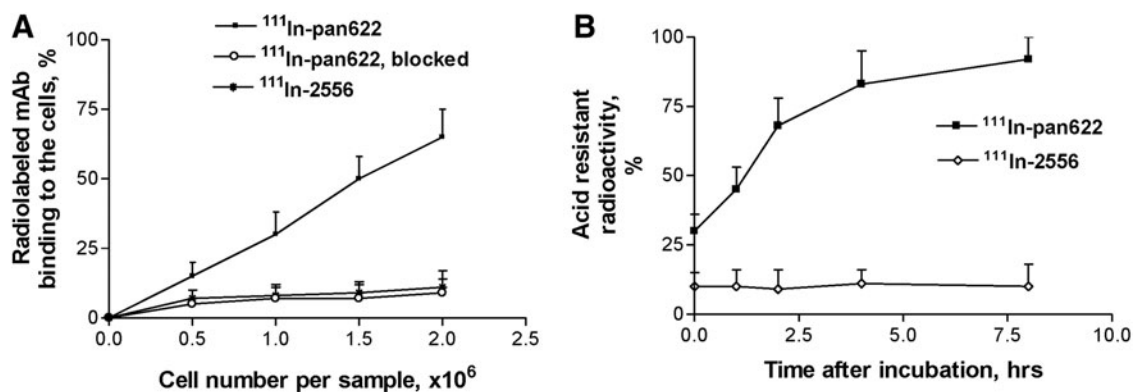 A
Radiolabeled mAb
binding to the cells, %
100
75
50
25
0
0.0 0.5 1.0 1.5 2.0 2.5
Cell number per sample, x10⁶
¹¹¹In-pan622
¹¹¹In-pan622, blocked
¹¹¹In-2556
B
Acid resistant
radioactivity,
%
100
75
50
25
0
0.0 2.5 5.0 7.5 10.0
Time after incubation, hrs
¹¹¹In-pan622
¹¹¹In-2556